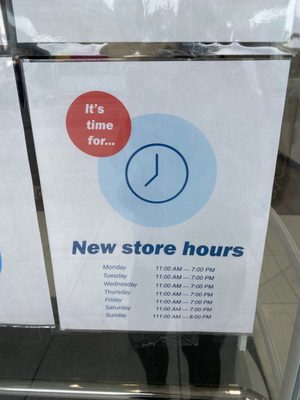 It's
time
for...
New store hours
Monday 11:00 AM — 7:00 PM
Tuesday 11:00 AM — 7:00 PM
Wednesday 11:00 AM — 7:00 PM
Thursday 11:00 AM — 7:00 PM
Friday 11:00 AM — 7:00 PM
Saturday 11:00 AM — 7:00 PM
Sunday 11:00 AM — 6:00 PM